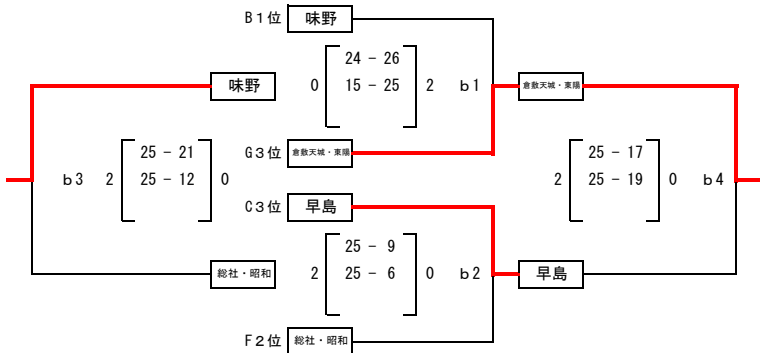 B1位 味野
24 - 26
味野 0 15 - 25 2 b1 倉敷天城・東陽
25 - 21 G3位 倉敷天城・東陽 25 - 17
b3 2 25 - 12 0 2 25 - 19 0 b4
C3位 早島
25 - 9
総社・昭和 2 25 - 6 0 b2 早島
F2位 総社・昭和